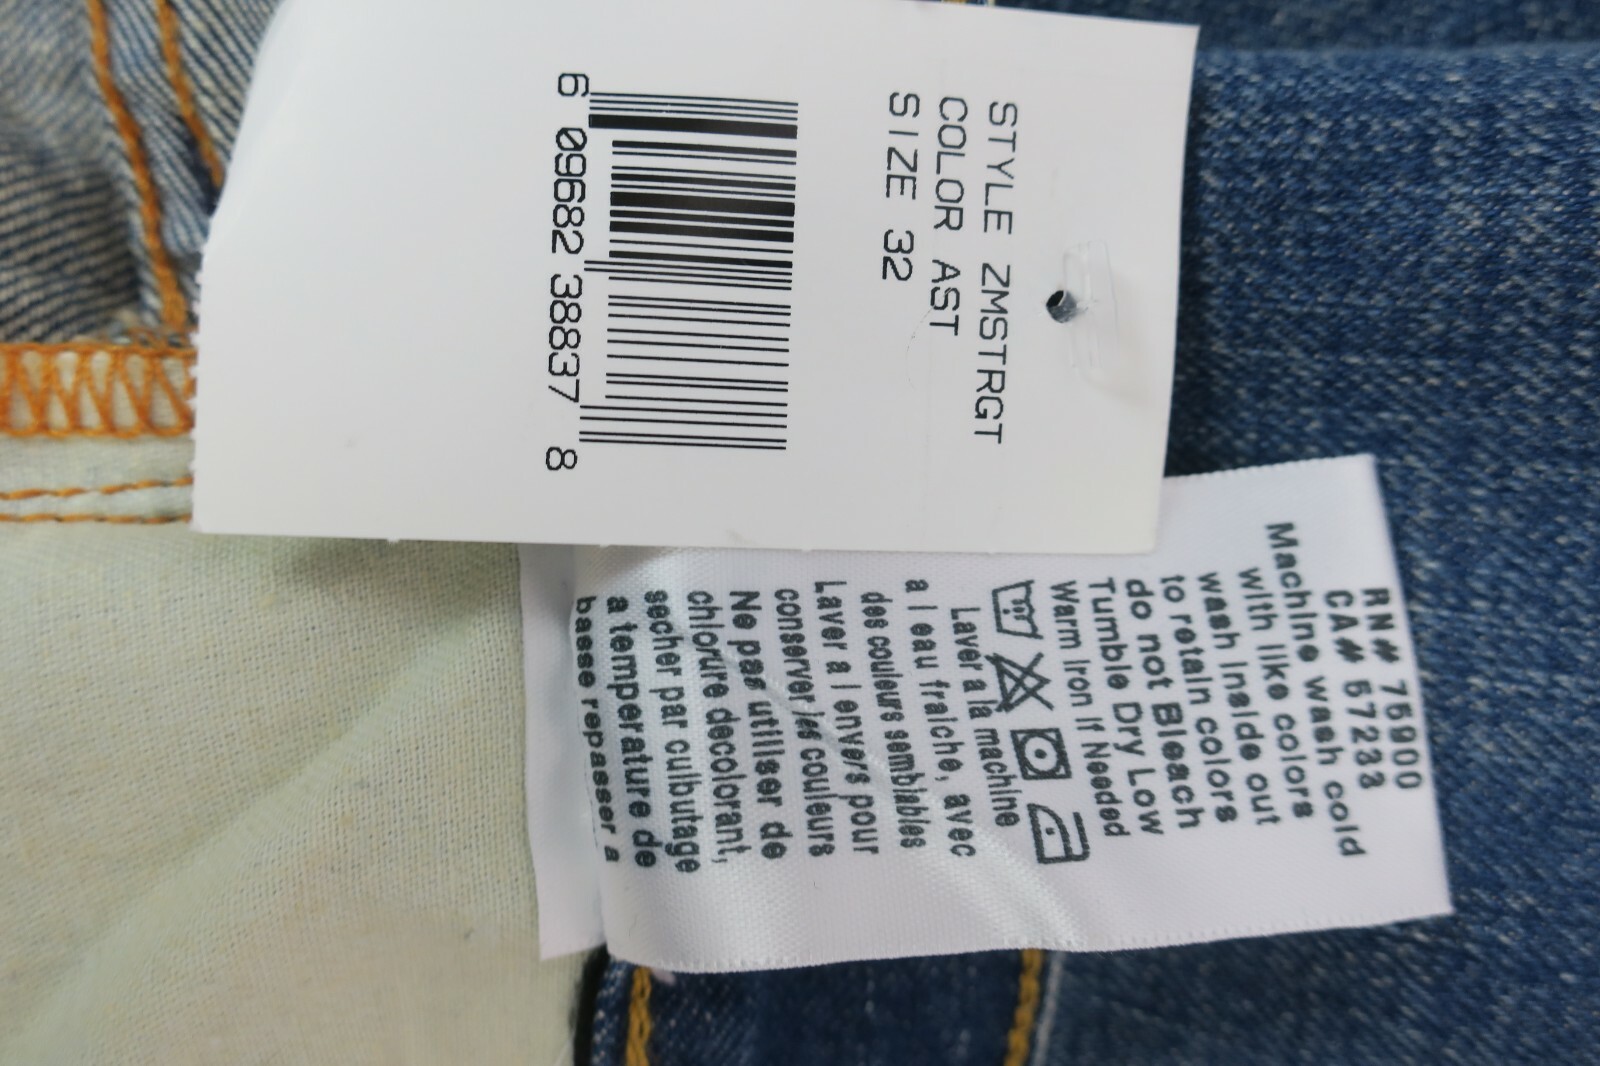 STYLE ZMSTRGT
COLOR AST
SIZE 32
6 09682 38837 8
RN# 75900
CA# 57233
Machine wash cold
with like colors
wash inside out
to retain colors
do not Bleach
Tumble Dry Low
Warm Iron if Needed
Laver a la machine
a l eau fraiche, avec
des couleurs semblables
Laver a l envers pour
conserver les couleurs
Ne pas utiliser de
chlorure decolorant,
secher par culbutage
a temperature de
basse repasser a